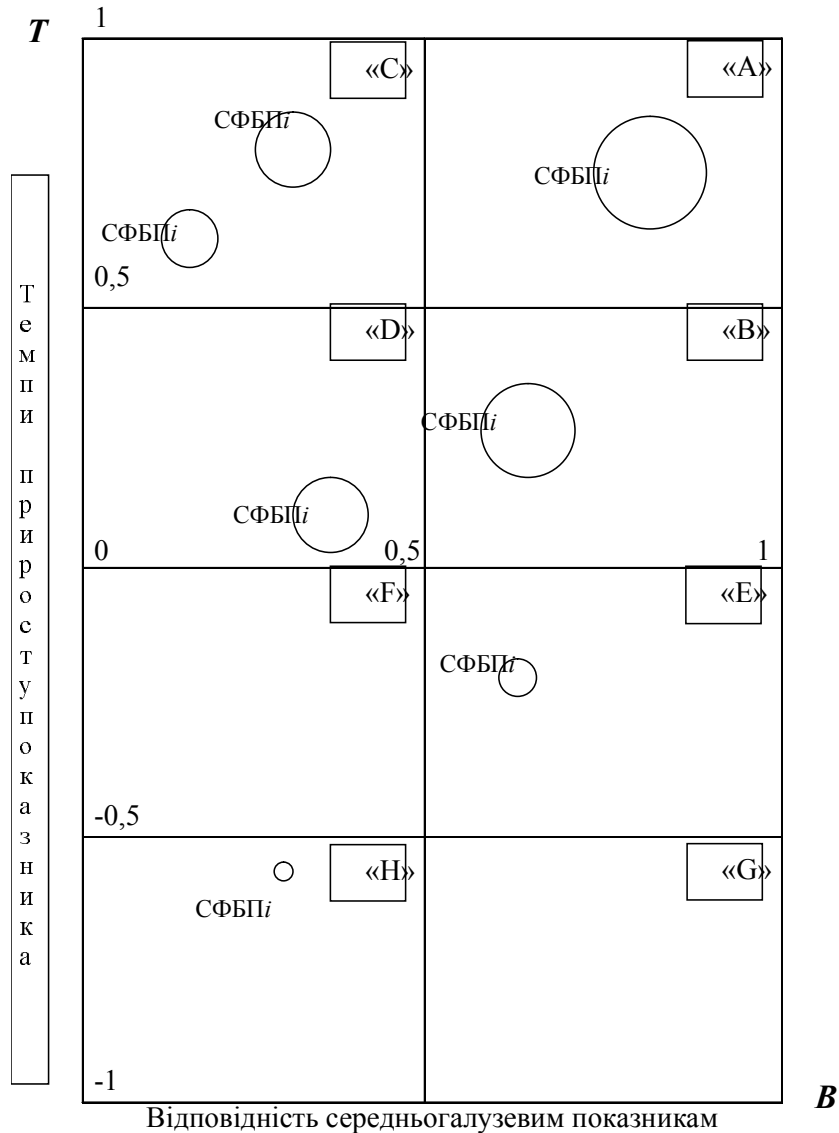 1
T
«C»
«A»
СФБПi
СФБПi
СФБПi
0,5
«D»
«B»
СФБПi
СФБПi
0
0,5
1
«F»
«E»
СФБПi
-0,5
«H»
«G»
СФБПi
-1
B
Темпи приросту показника
Відповідність середньогалузевим показникам